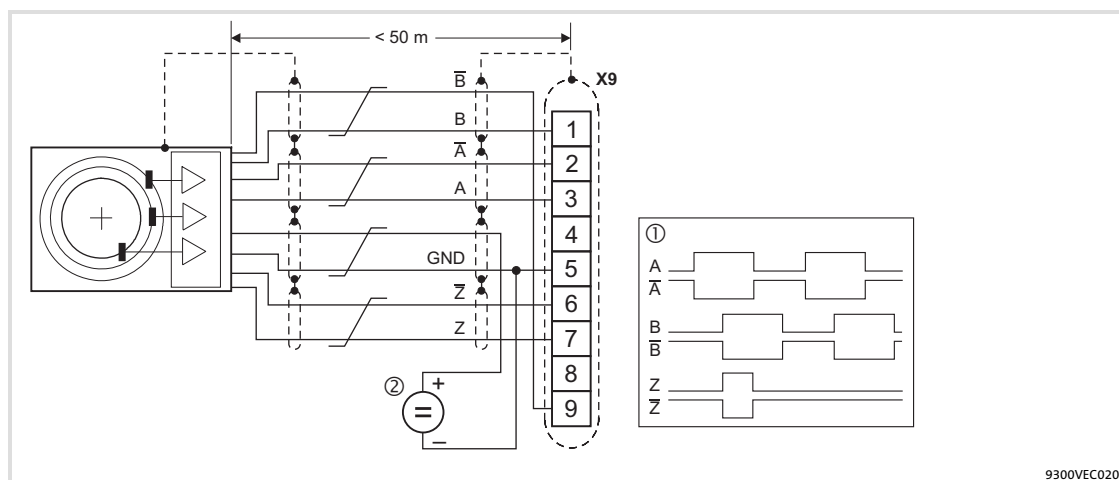 < 50 m
X9
B̅
B
A̅
A
GND
Z̅
Z
1
2
3
4
5
6
7
8
9
②
+
=
–
①
A
A̅
B
B̅
Z
Z̅
9300VEC020